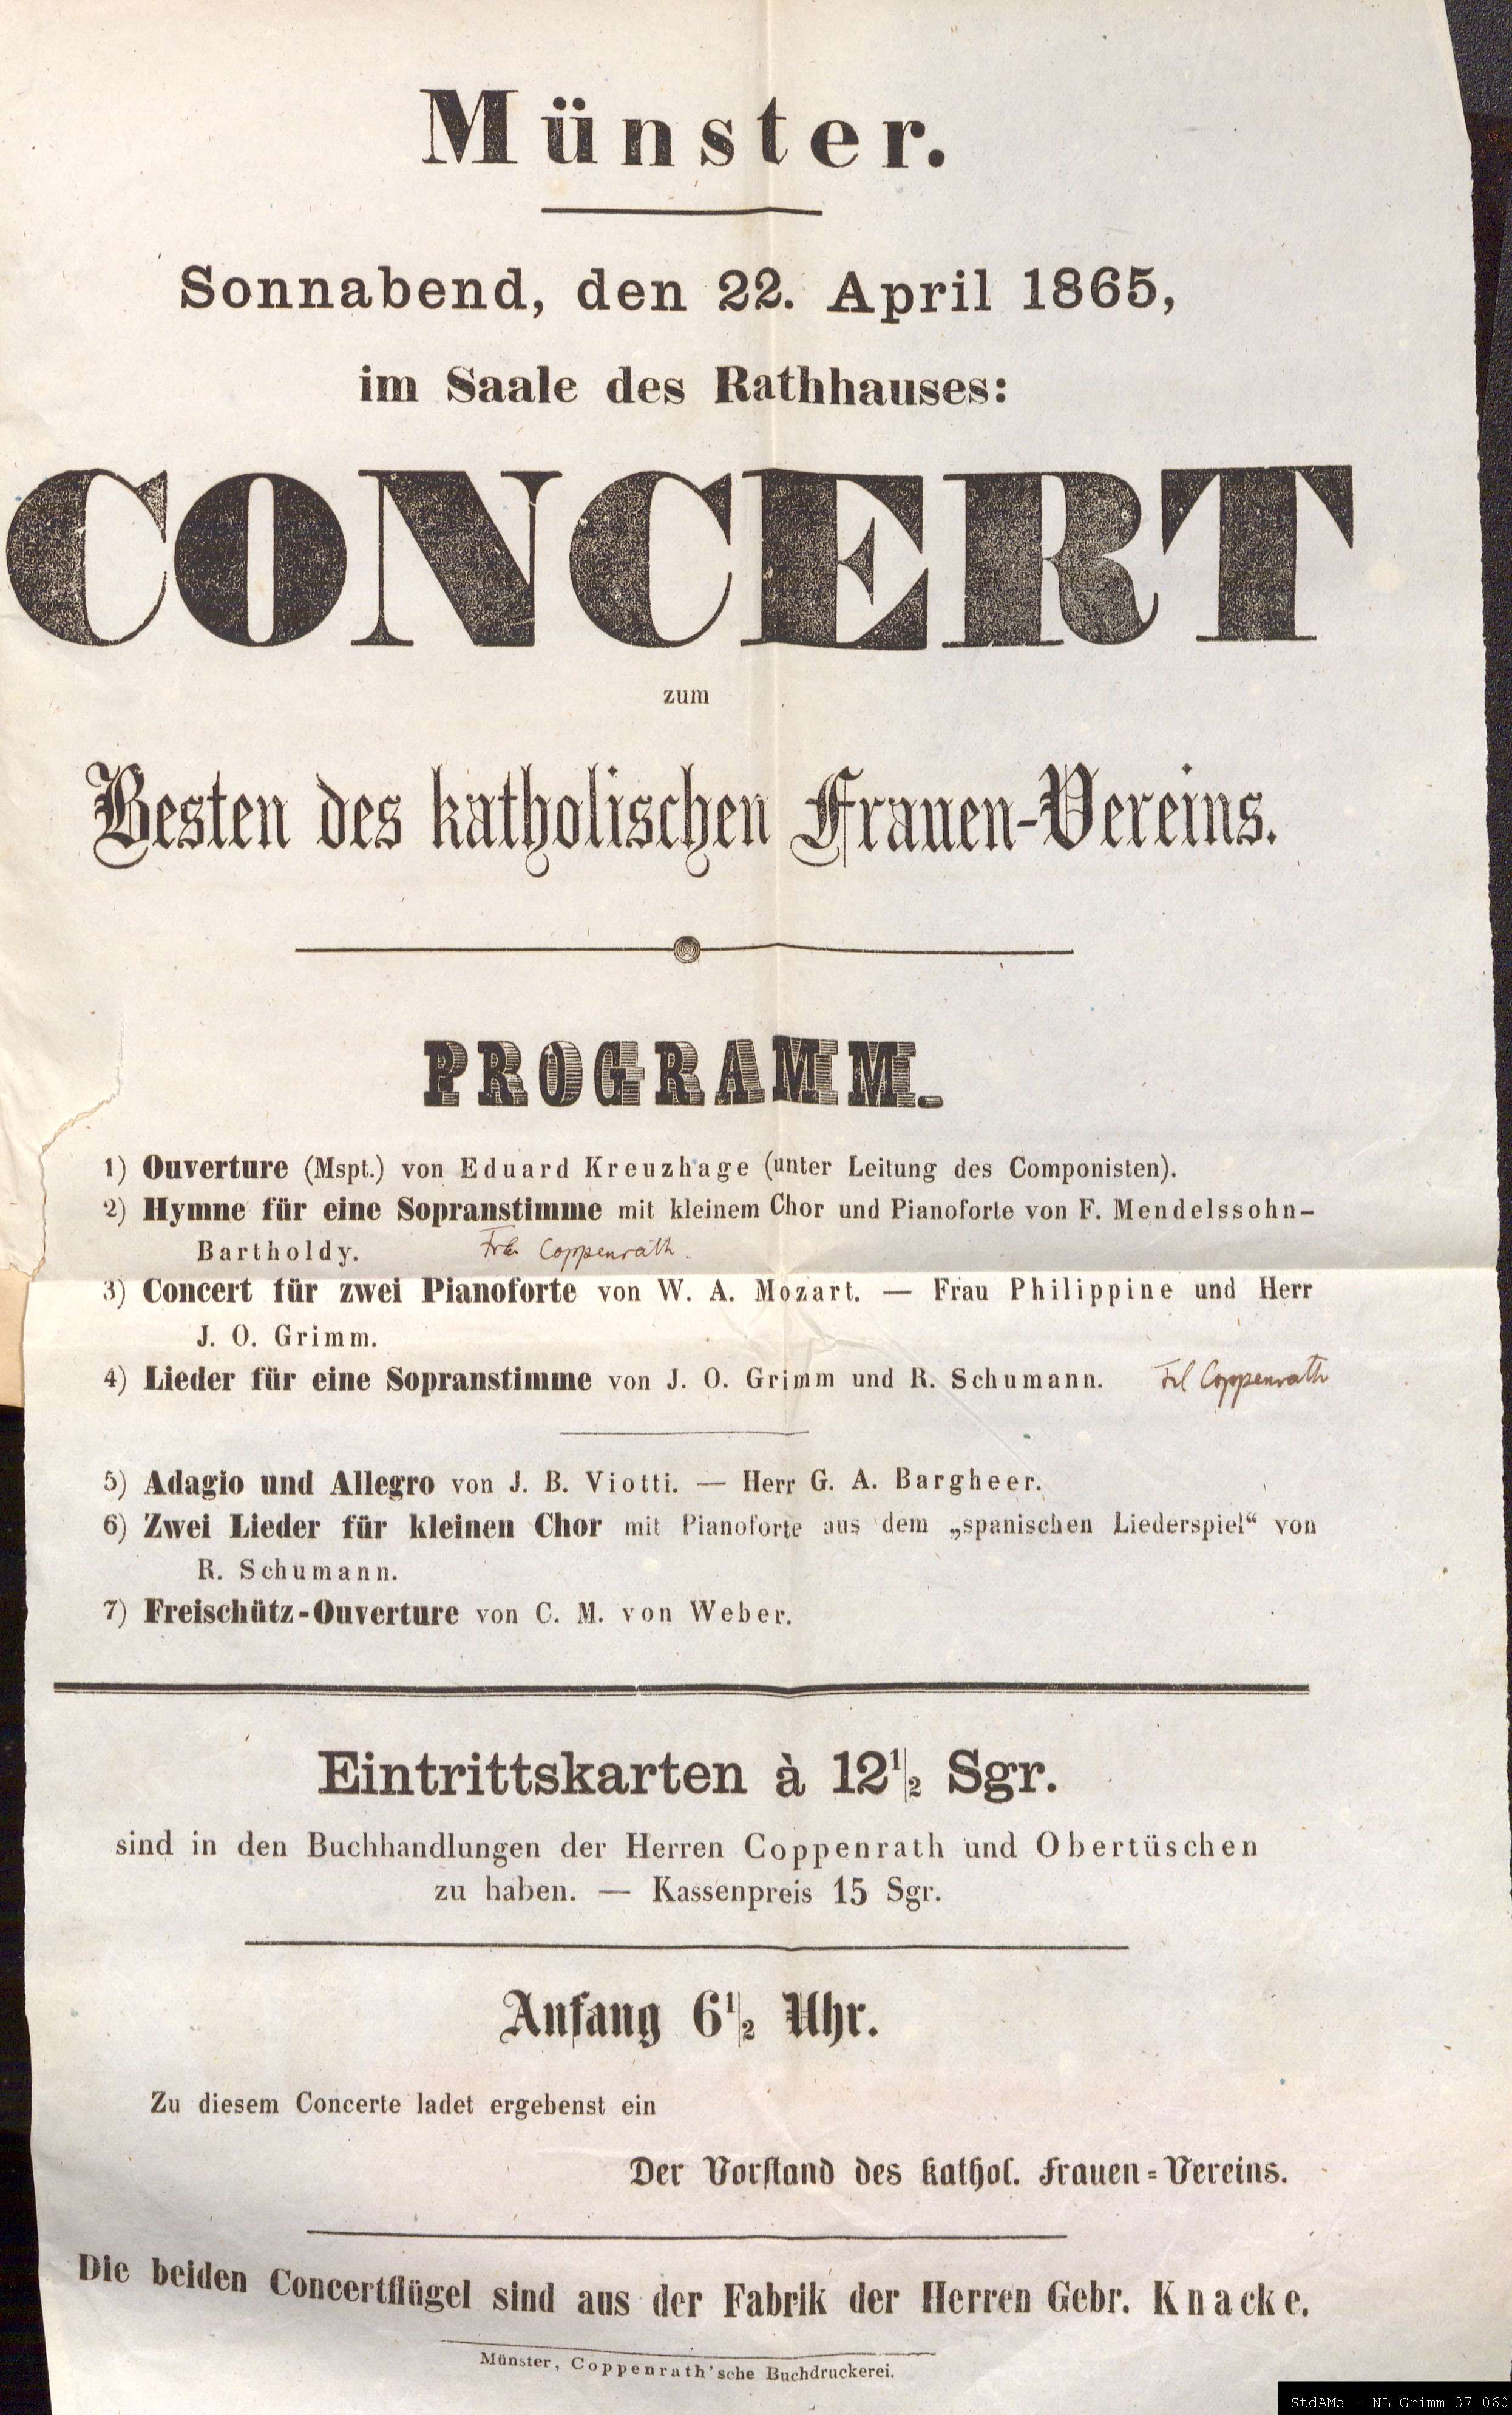 Münster.
Sonnabend, den 22. April 1865,
im Saale des Rathhauses:
CONCERT
zum
Besten des katholischen Frauen-Vereins.
PROGRAMM.
1) Ouverture (Mspt.) von Eduard Kreuzhage (unter Leitung des Componisten).
2) Hymne für eine Sopranstimme mit kleinem Chor und Pianoforte von F. Mendelssohn-
Bartholdy. Coppenrath.
3) Concert für zwei Pianoforte von W. A. Mozart. — Frau Philippine und Herr
J. O. Grimm.
4) Lieder für eine Sopranstimme von J. O. Grimm und R. Schumann. Frl Coppenrath
5) Adagio und Allegro von J. B. Viotti. — Herr G. A. Bargheer.
6) Zwei Lieder für kleinen Chor mit Pianoforte aus dem „spanischen Liederspiel“ von
R. Schumann.
7) Freischütz-Ouverture von C. M. von Weber.
Eintrittskarten à 12 1/2 Sgr.
sind in den Buchhandlungen der Herren Coppenrath und Obertüschen
zu haben. — Kassenpreis 15 Sgr.
Anfang 6 1/2 Uhr.
Zu diesem Concerte ladet ergebenst ein
Der Vorstand des kathol. Frauen-Vereins.
Die beiden Concertflügel sind aus der Fabrik der Herren Gebr. Knacke.
Münster, Coppenrath'sche Buchdruckerei.
StdAMs - NL Grimm_37_060